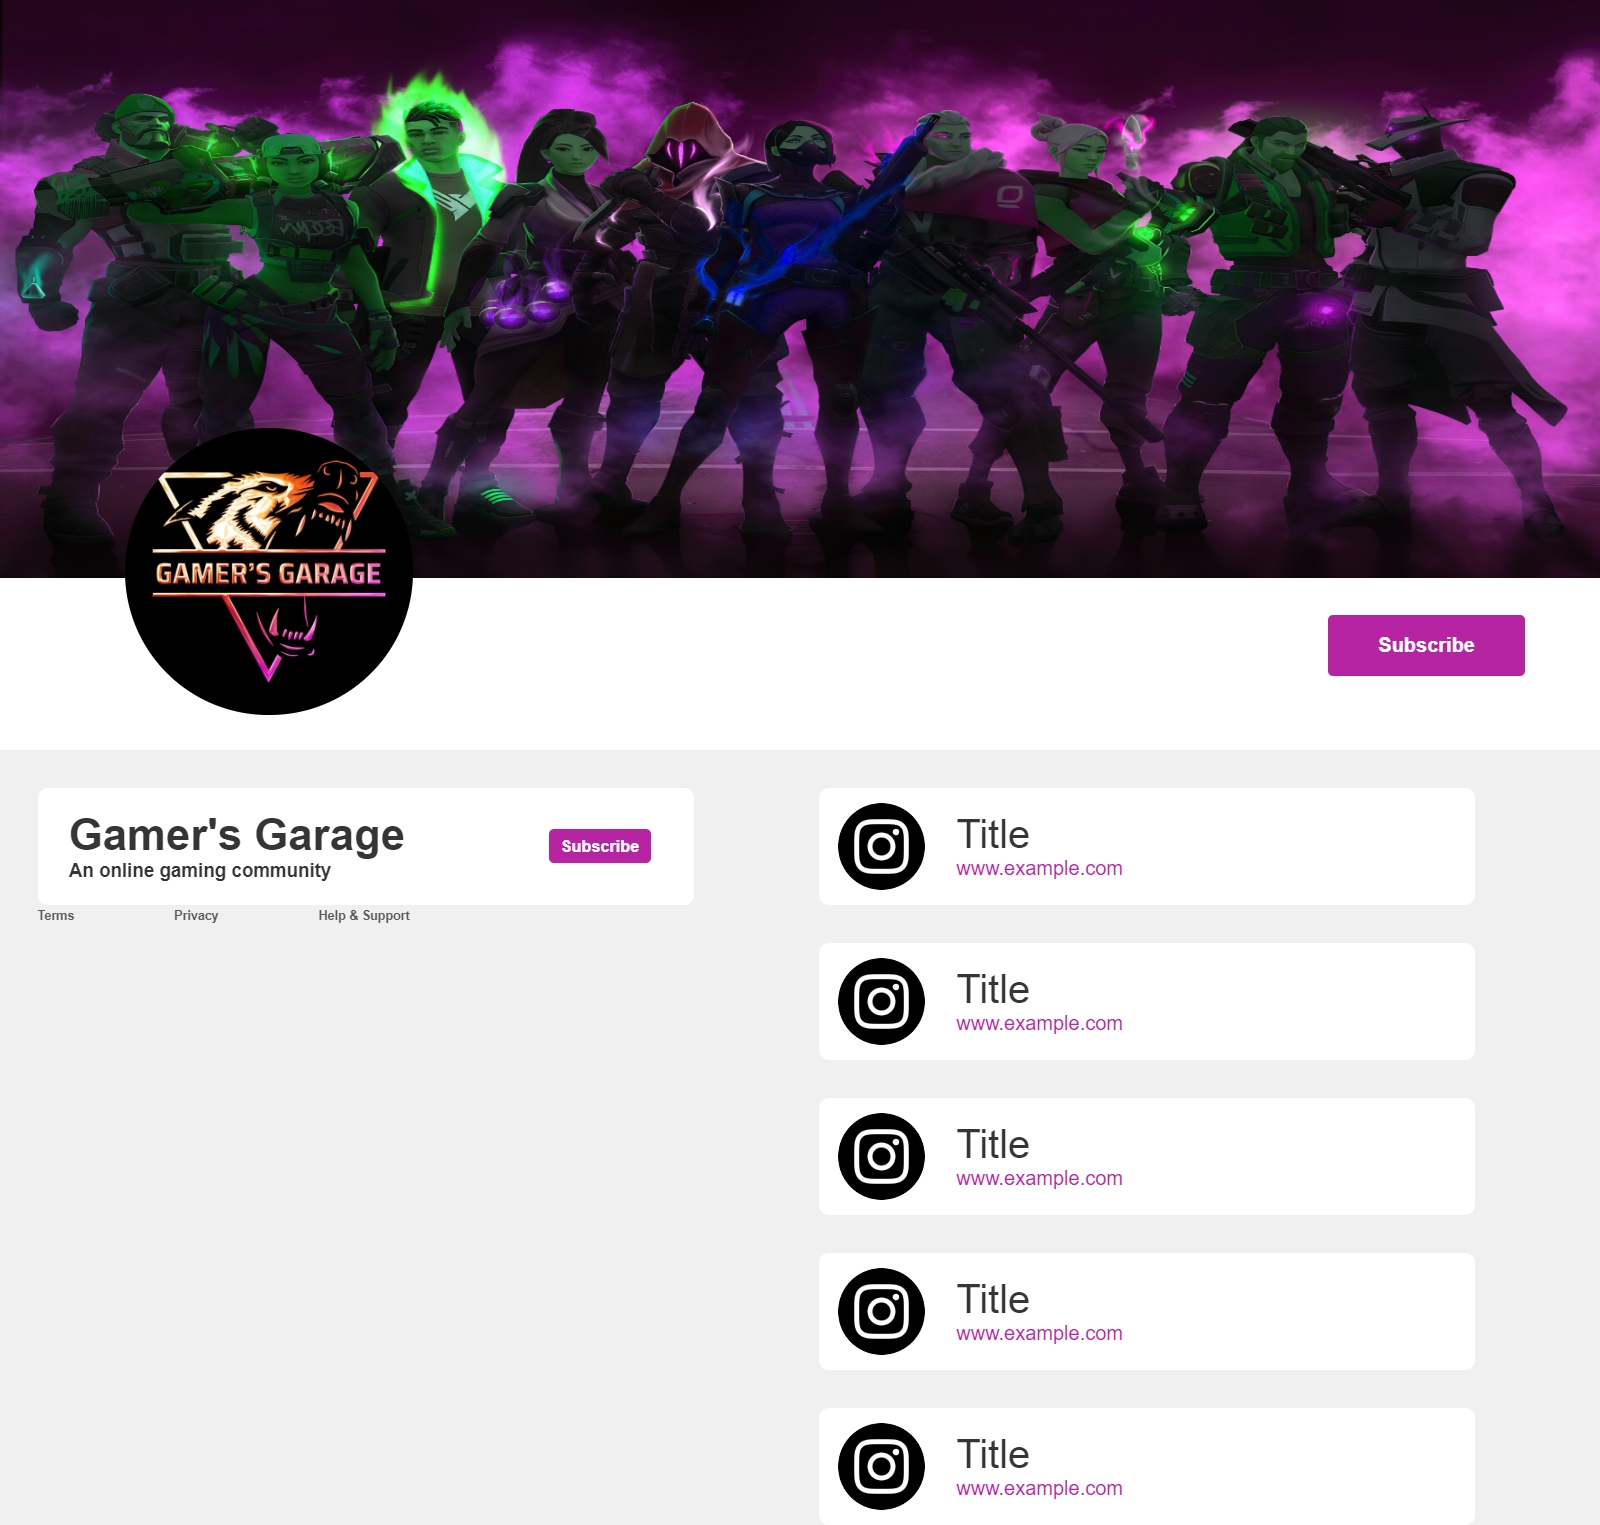 GAMER'S GARAGE
Subscribe
Gamer's Garage
An online gaming community
Subscribe
Terms
Privacy
Help & Support
Title
www.example.com
Title
www.example.com
Title
www.example.com
Title
www.example.com
Title
www.example.com